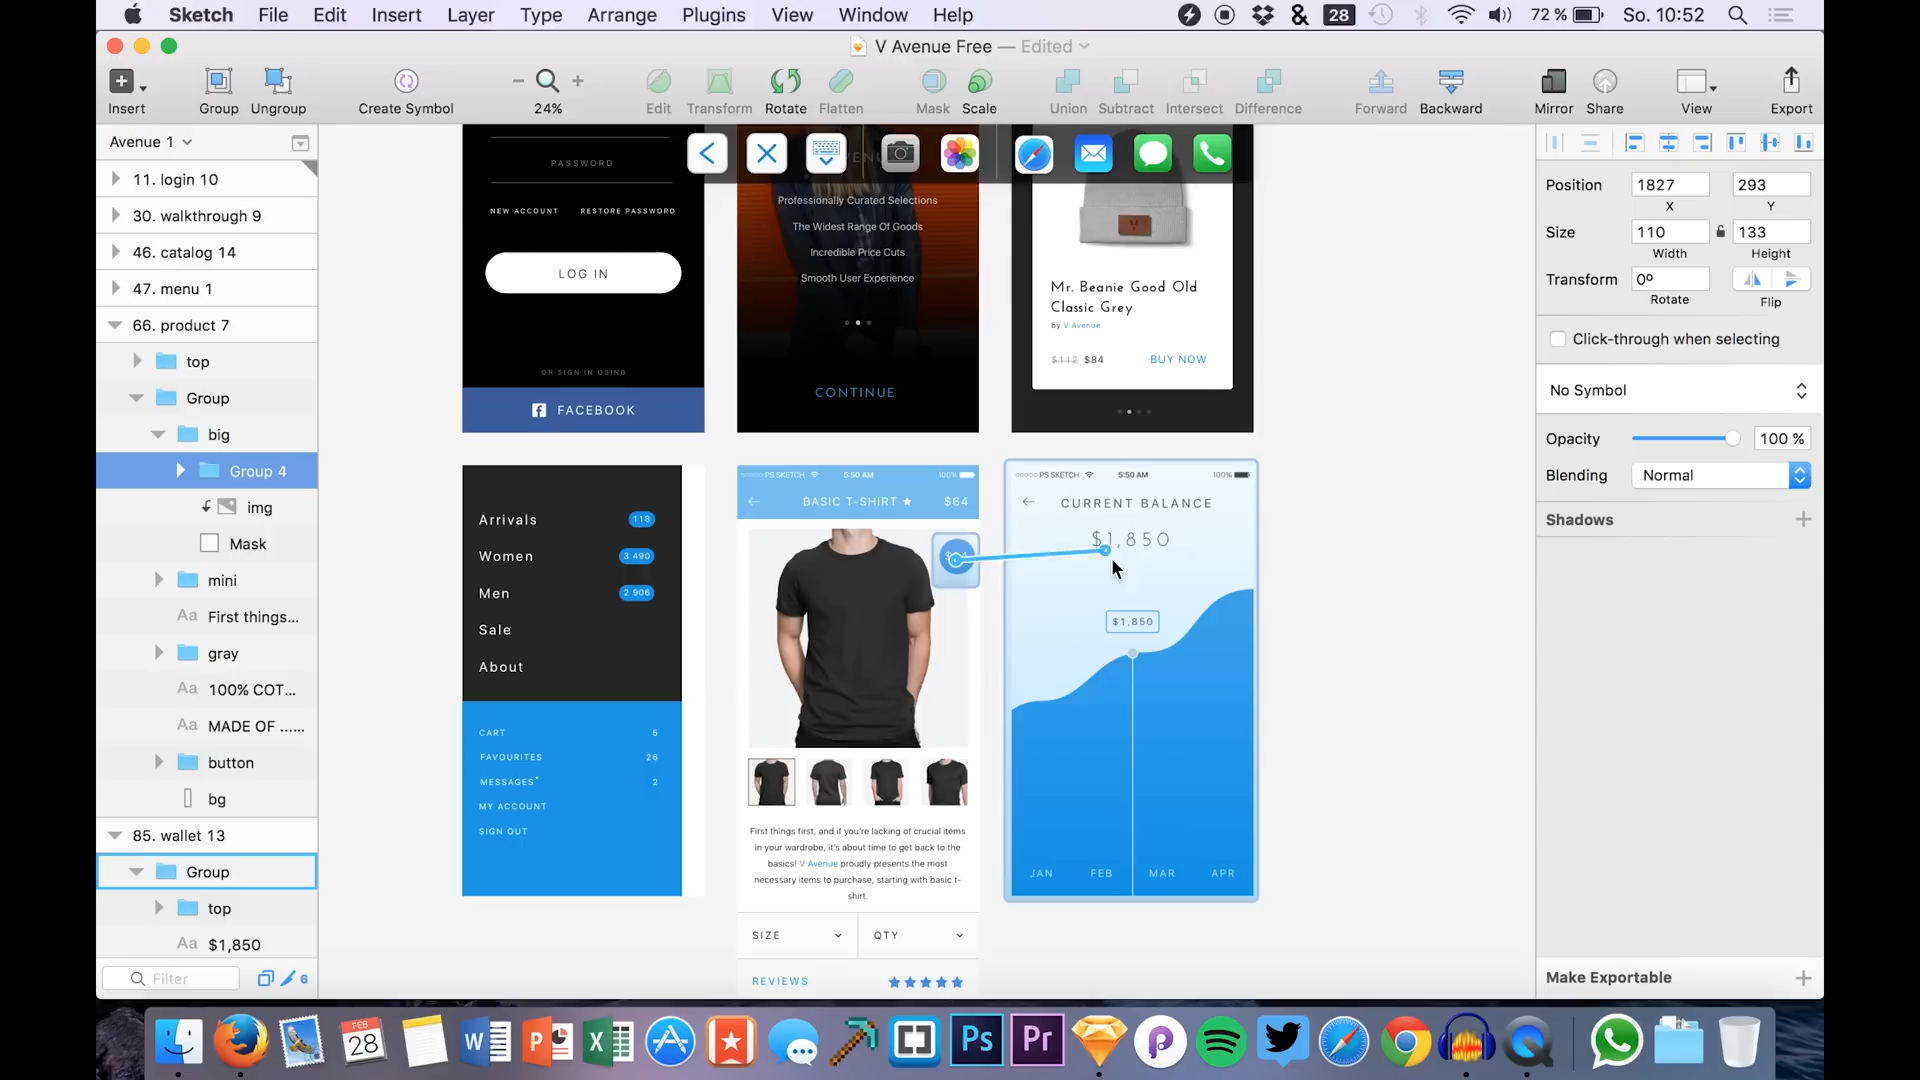 Sketch File Edit Insert Layer Type Arrange Plugins View Window Help 28 72 % So. 10:52
V Avenue Free — Edited
Insert Group Ungroup Create Symbol 24% Edit Transform Rotate Flatten Mask Scale Union Subtract Intersect Difference Forward Backward Mirror Share View Export
Avenue 1
11. login 10
30. walkthrough 9
46. catalog 14
47. menu 1
66. product 7
top
Group
big
Group 4
img
Mask
mini
First things...
gray
100% COT...
MADE OF ......
button
bg
85. wallet 13
Group
top
$1,850
Filter 6
PASSWORD
NEW ACCOUNT RESTORE PASSWORD
LOG IN
OR SIGN IN USING
FACEBOOK
Professionally Curated Selections
The Widest Range Of Goods
Incredible Price Cuts
Smooth User Experience
CONTINUE
Mr. Beanie Good Old
Classic Grey
by V Avenue
$112 $84 BUY NOW
Arrivals 118
Women 3 490
Men 2 906
Sale
About
CART 5
FAVOURITES 26
MESSAGES* 2
MY ACCOUNT
SIGN OUT
PS SKETCH 5:50 AM 100%
BASIC T-SHIRT ★ $64
First things first, and if you're lacking of crucial items
in your wardrobe, it's about time to get back to the
basics! V Avenue proudly presents the most
necessary items to purchase, starting with basic t-
shirt.
SIZE QTY
REVIEWS
PS SKETCH 5:50 AM 100%
CURRENT BALANCE
$1,850
$1,850
JAN FEB MAR APR
Position 1827 293
X Y
Size 110 133
Width Height
Transform 0º
Rotate Flip
Click-through when selecting
No Symbol
Opacity 100 %
Blending Normal
Shadows
Make Exportable
FEB
28
W P X Ps Pr